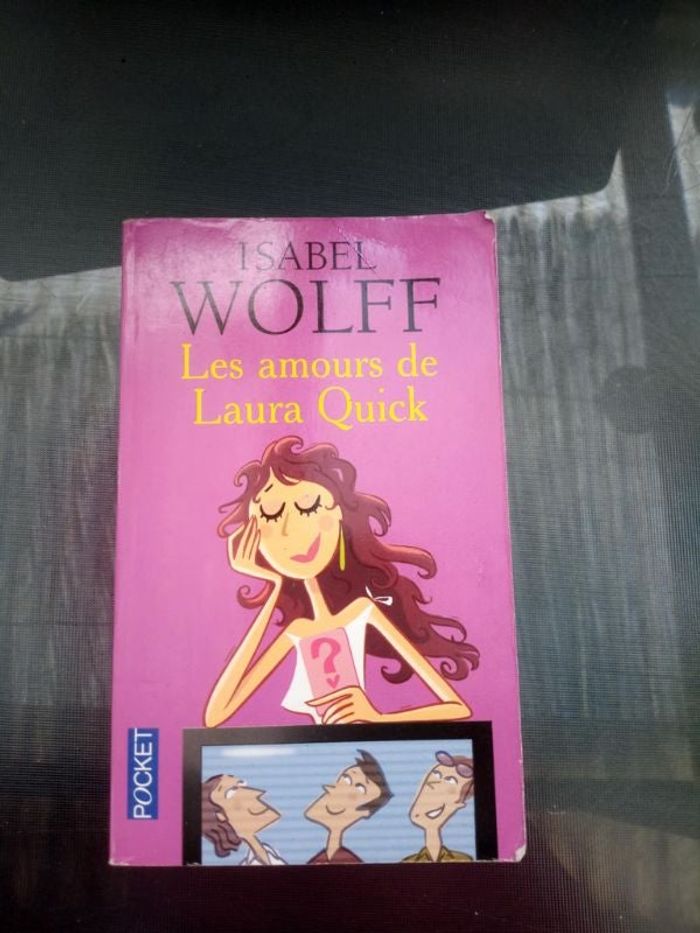 ISABEL
WOLFF
Les amours de
Laura Quick
?
POCKET